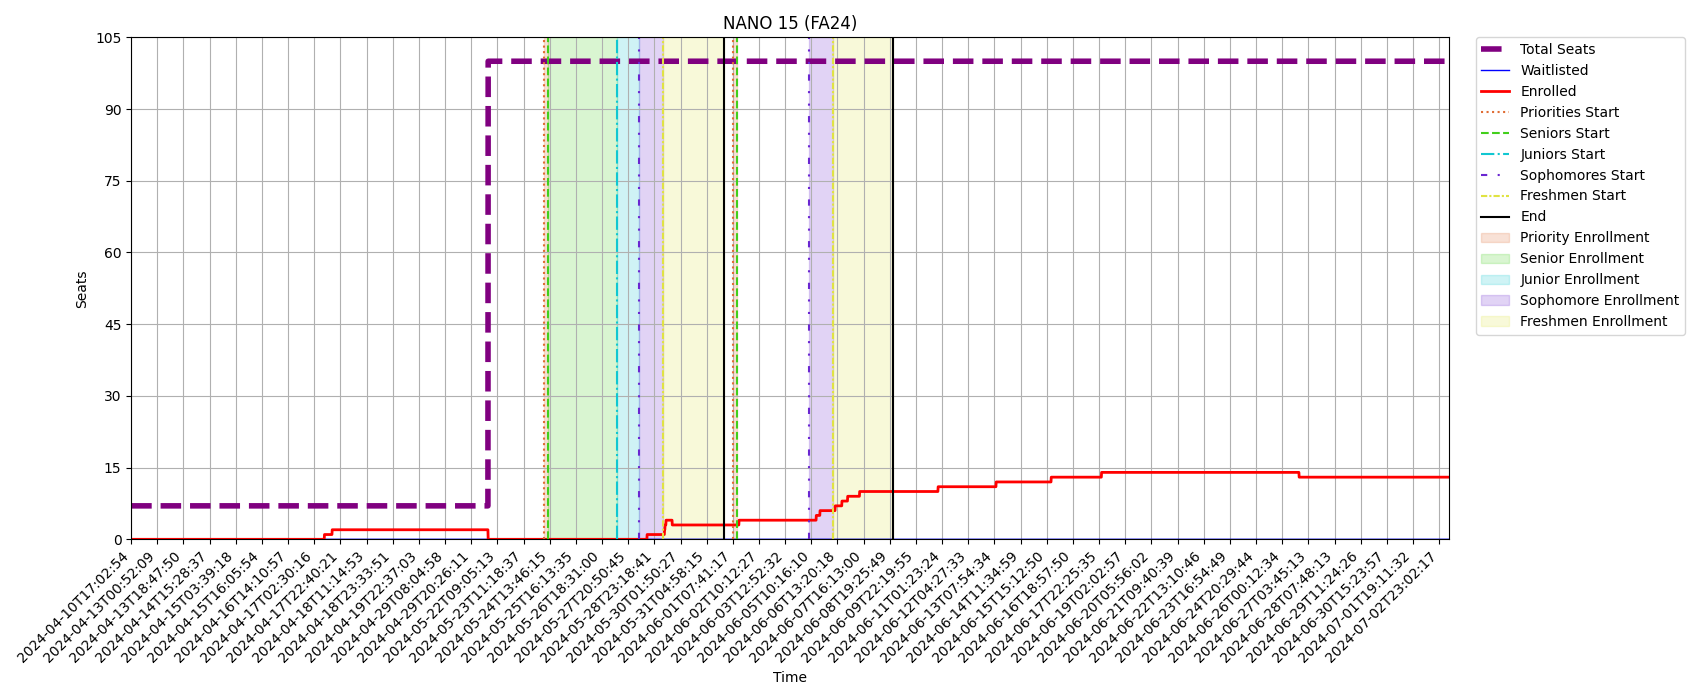 NANO 15 (FA24)
105
90
75
60
45
30
15
0
Seats
2024-04-10T17:02:54
2024-04-13T00:52:09
2024-04-13T18:47:50
2024-04-14T15:28:37
2024-04-15T03:39:18
2024-04-15T16:05:54
2024-04-16T14:10:57
2024-04-17T02:30:16
2024-04-17T22:40:21
2024-04-18T11:14:53
2024-04-18T23:33:51
2024-04-19T22:37:03
2024-04-29T08:04:58
2024-04-29T20:26:11
2024-05-22T09:05:13
2024-05-23T11:18:37
2024-05-24T13:46:15
2024-05-25T16:13:35
2024-05-26T18:31:00
2024-05-27T20:50:45
2024-05-28T23:18:41
2024-05-30T01:50:27
2024-05-31T04:58:15
2024-06-01T07:41:17
2024-06-02T10:12:27
2024-06-03T12:52:32
2024-06-05T10:16:10
2024-06-06T13:20:18
2024-06-07T16:13:00
2024-06-08T19:25:49
2024-06-09T22:19:55
2024-06-11T01:23:24
2024-06-12T04:27:33
2024-06-13T07:54:34
2024-06-14T11:34:59
2024-06-15T15:12:50
2024-06-16T18:57:50
2024-06-17T22:25:35
2024-06-19T02:02:57
2024-06-20T05:56:02
2024-06-21T09:40:39
2024-06-22T13:10:46
2024-06-23T16:54:49
2024-06-24T20:29:44
2024-06-26T00:12:34
2024-06-27T03:45:13
2024-06-28T07:48:13
2024-06-29T11:24:26
2024-06-30T15:23:57
2024-07-01T19:11:32
2024-07-02T23:02:17
Time
Total Seats
Waitlisted
Enrolled
Priorities Start
Seniors Start
Juniors Start
Sophomores Start
Freshmen Start
End
Priority Enrollment
Senior Enrollment
Junior Enrollment
Sophomore Enrollment
Freshmen Enrollment